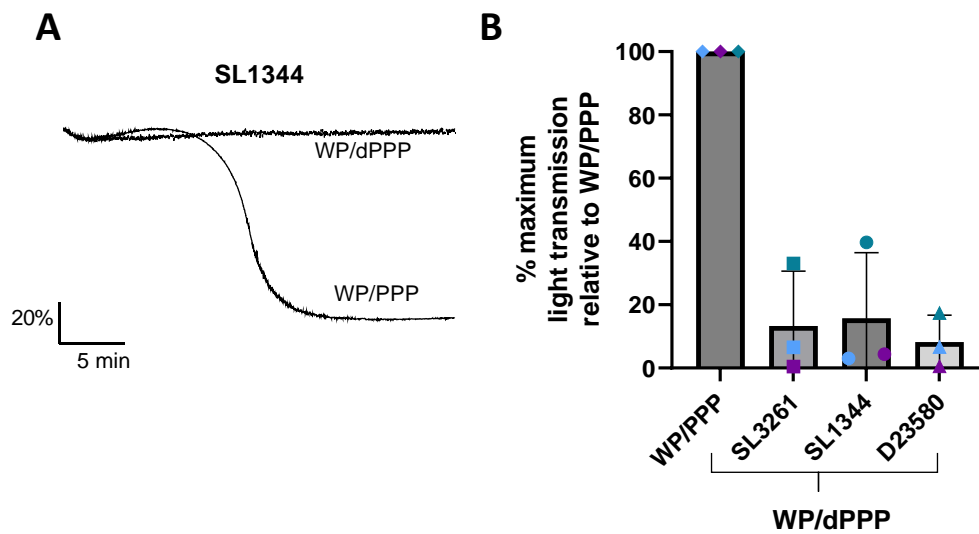 A
SL1344
WP/dPPP
WP/PPP
20%
5 min
B
% maximum
light transmission
relative to WP/PPP
100
80
60
40
20
0
WP/PPP
SL3261
SL1344
D23580
WP/dPPP